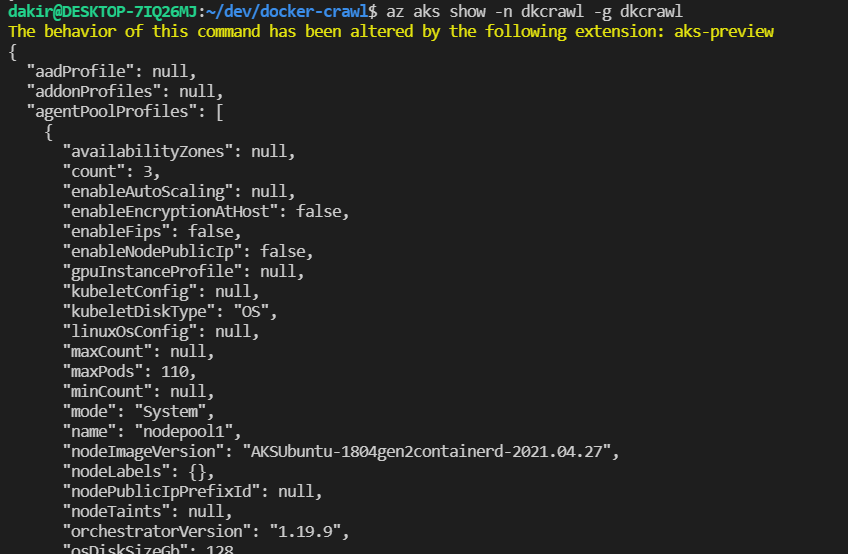 dakir@DESKTOP-7IQ26MJ:~/dev/docker-crawl$ az aks show -n dkcrawl -g dkcrawl
The behavior of this command has been altered by the following extension: aks-preview
{
  "aadProfile": null,
  "addonProfiles": null,
  "agentPoolProfiles": [
    {
      "availabilityZones": null,
      "count": 3,
      "enableAutoScaling": null,
      "enableEncryptionAtHost": false,
      "enableFips": false,
      "enableNodePublicIp": false,
      "gpuInstanceProfile": null,
      "kubeletConfig": null,
      "kubeletDiskType": "OS",
      "linuxOsConfig": null,
      "maxCount": null,
      "maxPods": 110,
      "minCount": null,
      "mode": "System",
      "name": "nodepool1",
      "nodeImageVersion": "AKSUbuntu-1804gen2containerd-2021.04.27",
      "nodeLabels": {},
      "nodePublicIpPrefixId": null,
      "nodeTaints": null,
      "orchestratorVersion": "1.19.9",
      "osDiskSizeGb": 128